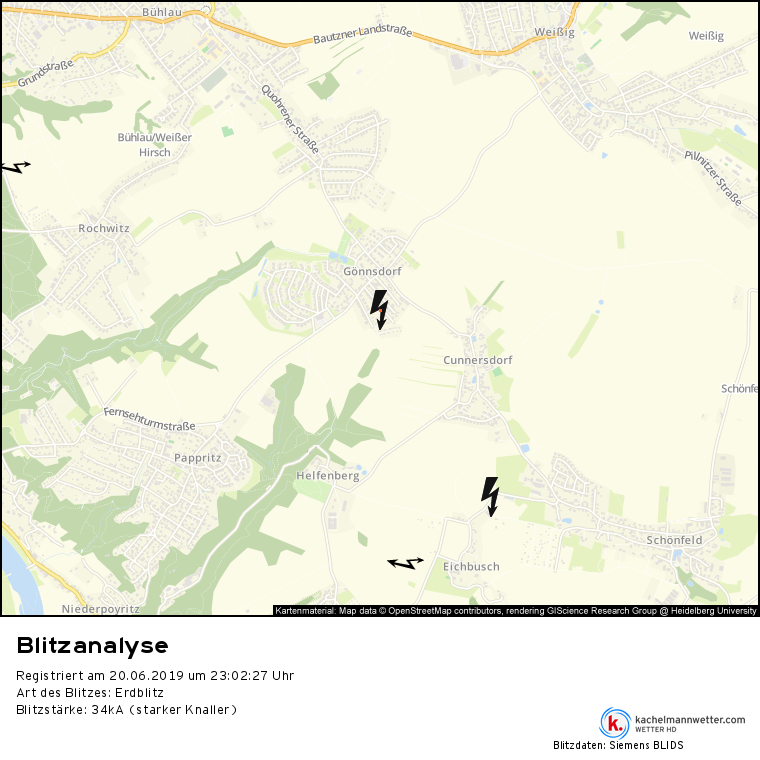 Bühlau
Bautzner Landstraße
Weißig
Weißig
Grundstraße
Quohrener Straße
Bühlau/Weißer
Hirsch
Pillnitzer Straße
Rochwitz
Gönnsdorf
Cunnersdorf
Schönfe
Fernsehturmstraße
Pappritz
Helfenberg
Schönfeld
Eichbusch
Niederpoyritz
Kartenmaterial: Map data © OpenStreetMap contributors, rendering GIScience Research Group @ Heidelberg University
Blitzanalyse
Registriert am 20.06.2019 um 23:02:27 Uhr
Art des Blitzes: Erdblitz
Blitzstärke: 34kA (starker Knaller)
k. kachelmannwetter.com
WETTER HD
Blitzdaten: Siemens BLIDS